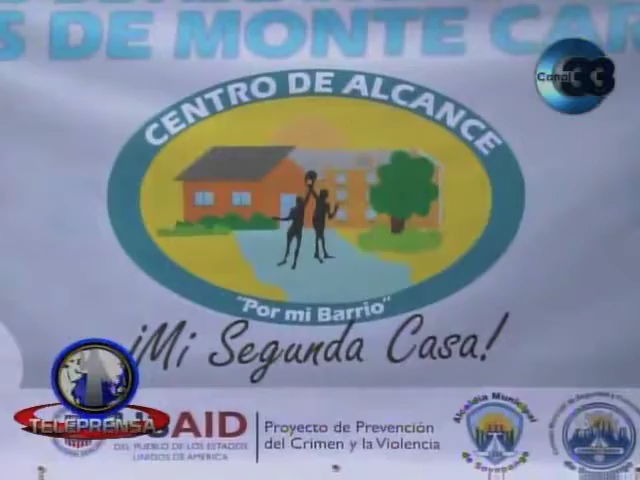 S DE MONTE CAR
Canal 33
CENTRO DE ALCANCE
"Por mi Barrio"
¡Mi Segunda Casa!
TELEPRENSA
AID
DEL PUEBLO DE LOS ESTADOS
UNIDOS DE AMERICA
Proyecto de Prevención
del Crimen y la Violencia
Alcaldía Municipal
de Soyapango